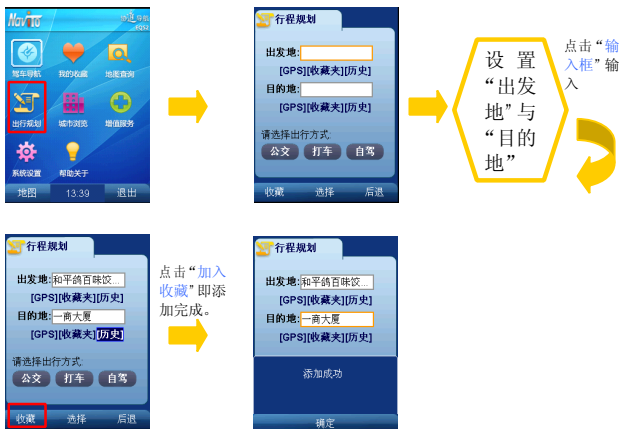 NaviTo
智通导航
驾车导航 我的收藏 地图查询
出行规划 城市浏览 增值服务
系统设置 帮助关于
地图 13:39 退出
行程规划
出发地:
[GPS][收藏夹][历史]
目的地:
[GPS][收藏夹][历史]
请选择出行方式:
公交 打车 自驾
收藏 选择 后退
设置
“出发
地”与
“目的
地”
点击“输
入框”输
入
行程规划
出发地:和平鸽百味饺...
[GPS][收藏夹][历史]
目的地:一商大厦
[GPS][收藏夹][历史]
请选择出行方式:
公交 打车 自驾
收藏 选择 后退
点击“加入
收藏”即添
加完成。
行程规划
出发地:和平鸽百味饺...
[GPS][收藏夹][历史]
目的地:一商大厦
[GPS][收藏夹][历史]
添加成功
确定